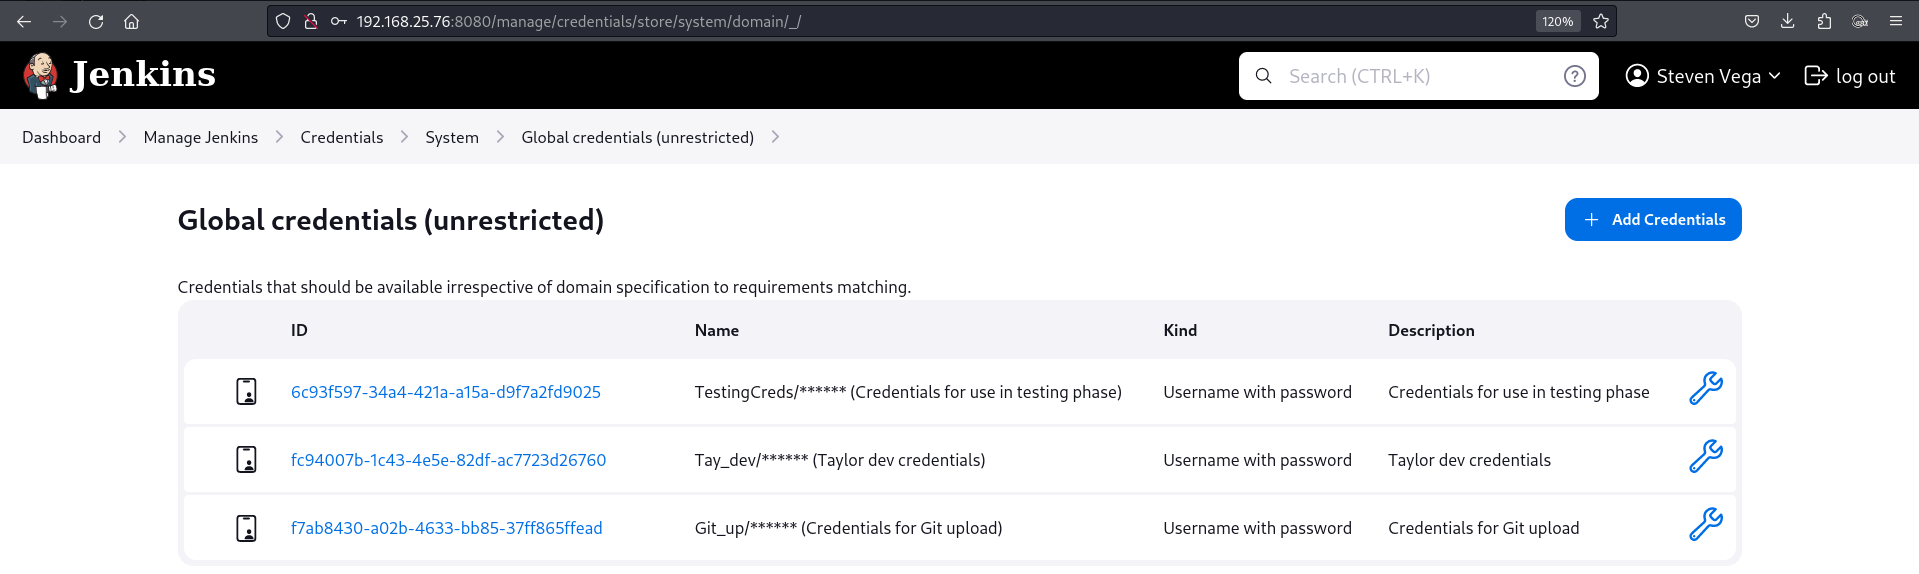 192.168.25.76:8080/manage/credentials/store/system/domain/_/ 120%
Jenkins Search (CTRL+K) ? Steven Vega log out
Dashboard Manage Jenkins Credentials System Global credentials (unrestricted)
Global credentials (unrestricted) + Add Credentials
Credentials that should be available irrespective of domain specification to requirements matching.
ID Name Kind Description
6c93f597-34a4-421a-a15a-d9f7a2fd9025 TestingCreds/****** (Credentials for use in testing phase) Username with password Credentials for use in testing phase
fc94007b-1c43-4e5e-82df-ac7723d26760 Tay_dev/****** (Taylor dev credentials) Username with password Taylor dev credentials
f7ab8430-a02b-4633-bb85-37ff865ffead Git_up/****** (Credentials for Git upload) Username with password Credentials for Git upload